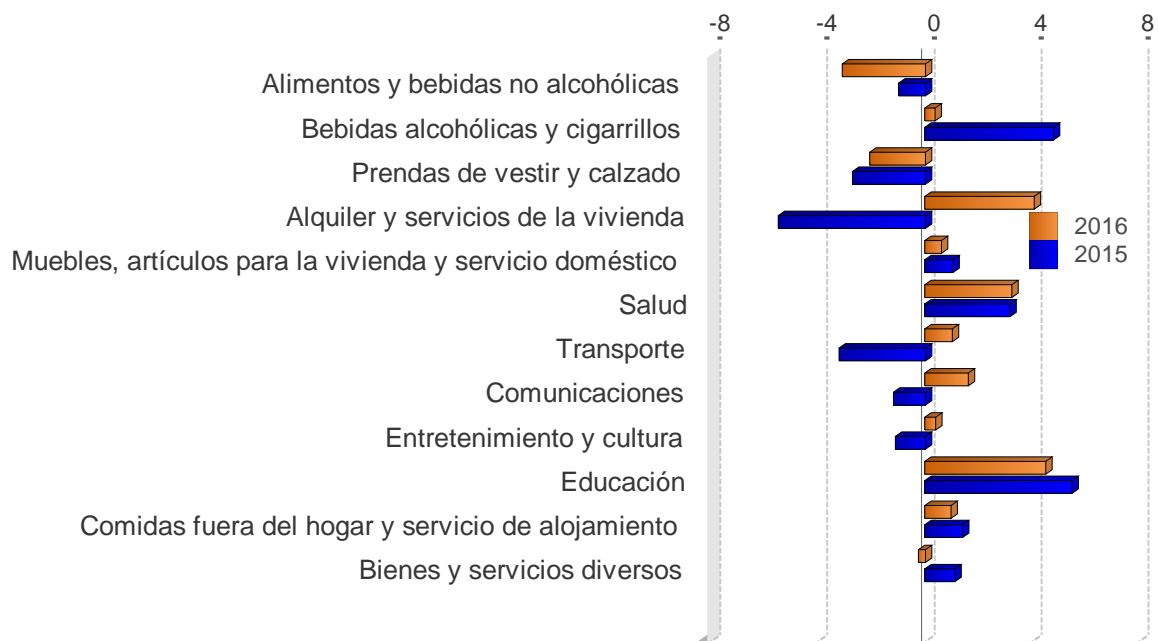 -8 -4 0 4 8
Alimentos y bebidas no alcohólicas
Bebidas alcohólicas y cigarrillos
Prendas de vestir y calzado
Alquiler y servicios de la vivienda
2016
2015
Muebles, artículos para la vivienda y servicio doméstico
Salud
Transporte
Comunicaciones
Entretenimiento y cultura
Educación
Comidas fuera del hogar y servicio de alojamiento
Bienes y servicios diversos